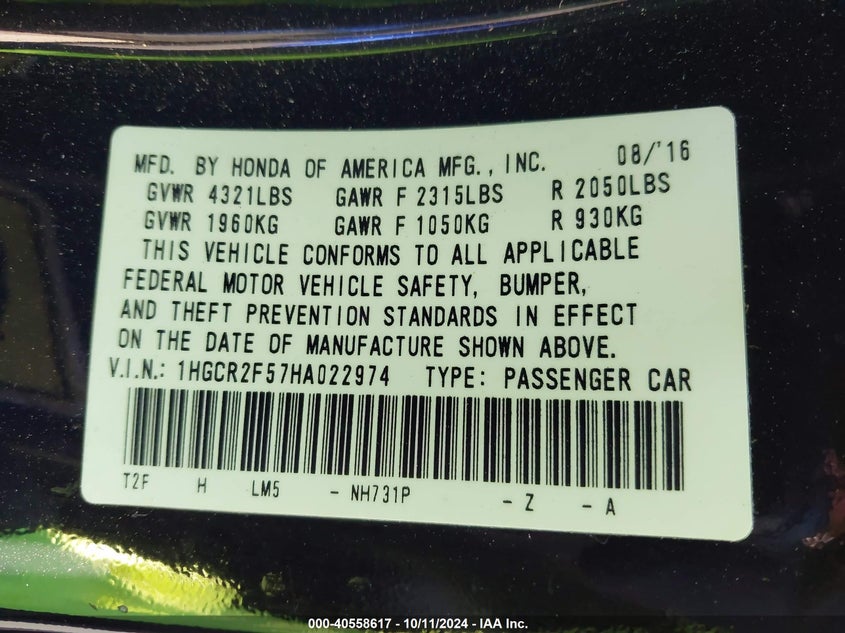 MFD. BY HONDA OF AMERICA MFG., INC. 08/'16
GVWR 4321LBS GAWR F 2315LBS R 2050LBS
GVWR 1960KG GAWR F 1050KG R 930KG
THIS VEHICLE CONFORMS TO ALL APPLICABLE
FEDERAL MOTOR VEHICLE SAFETY, BUMPER,
AND THEFT PREVENTION STANDARDS IN EFFECT
ON THE DATE OF MANUFACTURE SHOWN ABOVE.
V.I.N.: 1HGCR2F57HA022974 TYPE: PASSENGER CAR
T2F H LM5 - NH731P - Z - A
000-40558617 - 10/11/2024 - IAA Inc.